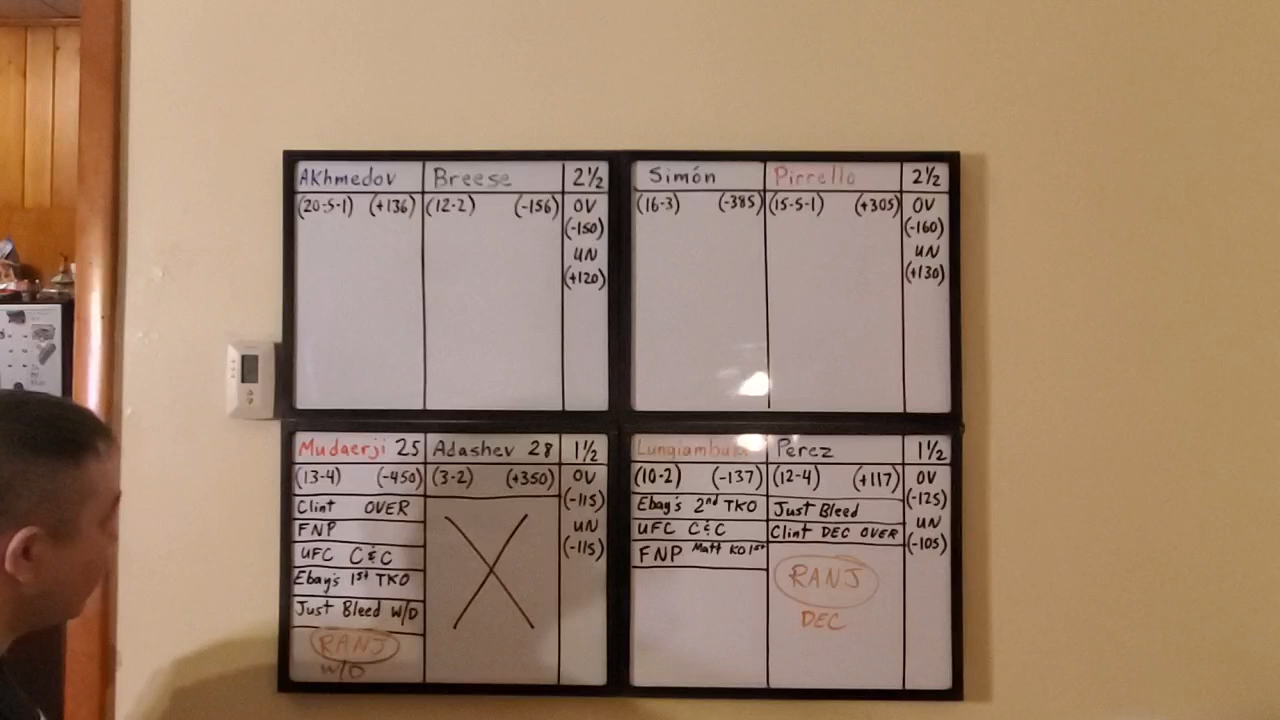 AKhmedov Breese 2½
(20-5-1) (+136) (12-2) (-156) OV
(-150)
UN
(+120)
Simón Pirrello 2½
(16-3) (-385) (15-5-1) (+305) OV
(-160)
UN
(+130)
Mudaerji 25 Adashev 28 1½
(13-4) (-450) (3-2) (+350) OV
(-115)
UN
(-115)
Clint OVER
FNP
UFC C&C
Ebay's 1st TKO
Just Bleed W/D
RANJ
W/D
Lungiambula Perez 1½
(10-2) (-137) (12-4) (+117) OV
(-125)
UN
(-105)
Ebay's 2nd TKO
UFC C&C
FNP Matt KO 1st
Just Bleed
Clint DEC OVER
RANJ
DEC